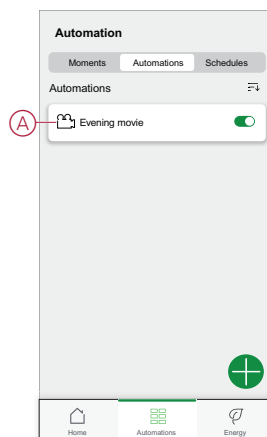 Automation
Moments Automations Schedules
Automations
A Evening movie
Home Automations Energy